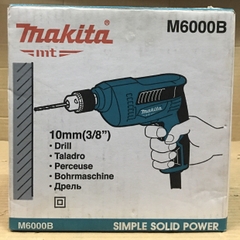 makita
M6000B
mt
10mm(3/8")
• Drill
• Taladro
• Perceuse
• Bohrmaschine
• Дрель
M6000B
SIMPLE SOLID POWER